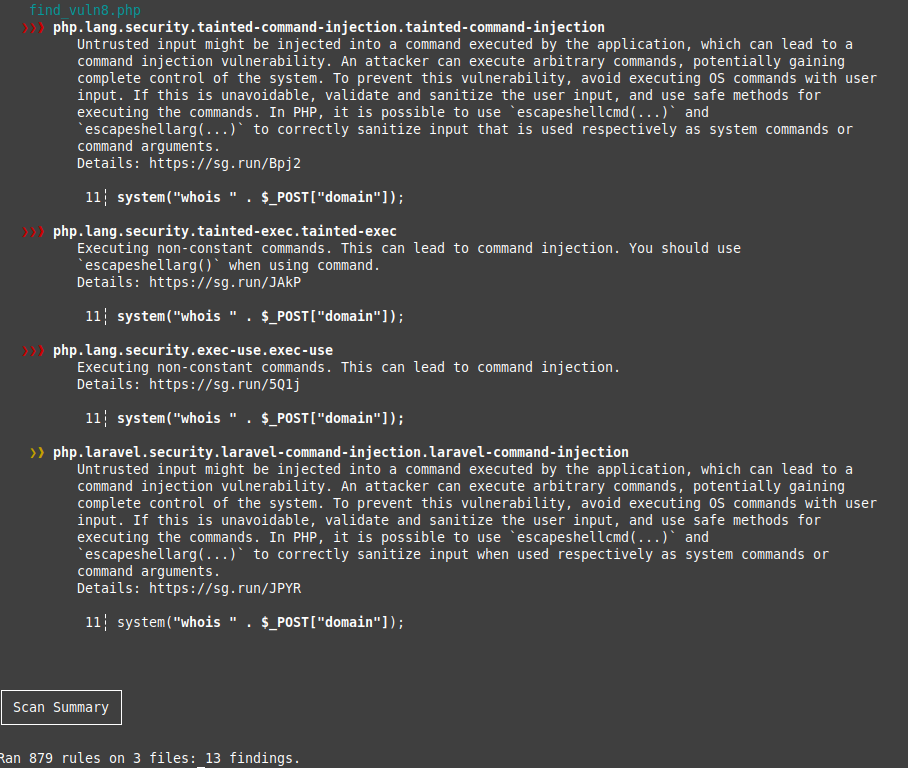 find_vuln8.php
❯❯❱ php.lang.security.tainted-command-injection.tainted-command-injection
Untrusted input might be injected into a command executed by the application, which can lead to a
command injection vulnerability. An attacker can execute arbitrary commands, potentially gaining
complete control of the system. To prevent this vulnerability, avoid executing OS commands with user
input. If this is unavoidable, validate and sanitize the user input, and use safe methods for
executing the commands. In PHP, it is possible to use `escapeshellcmd(...)` and
`escapeshellarg(...)` to correctly sanitize input that is used respectively as system commands or
command arguments.
Details: https://sg.run/Bpj2
11┆ system("whois " . $_POST["domain"]);
❯❯❱ php.lang.security.tainted-exec.tainted-exec
Executing non-constant commands. This can lead to command injection. You should use
`escapeshellarg()` when using command.
Details: https://sg.run/JAkP
11┆ system("whois " . $_POST["domain"]);
❯❯❱ php.lang.security.exec-use.exec-use
Executing non-constant commands. This can lead to command injection.
Details: https://sg.run/5Q1j
11┆ system("whois " . $_POST["domain"]);
❯❱ php.laravel.security.laravel-command-injection.laravel-command-injection
Untrusted input might be injected into a command executed by the application, which can lead to a
command injection vulnerability. An attacker can execute arbitrary commands, potentially gaining
complete control of the system. To prevent this vulnerability, avoid executing OS commands with user
input. If this is unavoidable, validate and sanitize the user input, and use safe methods for
executing the commands. In PHP, it is possible to use `escapeshellcmd(...)` and
`escapeshellarg(...)` to correctly sanitize input when used respectively as system commands or
command arguments.
Details: https://sg.run/JPYR
11┆ system("whois " . $_POST["domain"]);
Scan Summary
Ran 879 rules on 3 files: 13 findings.